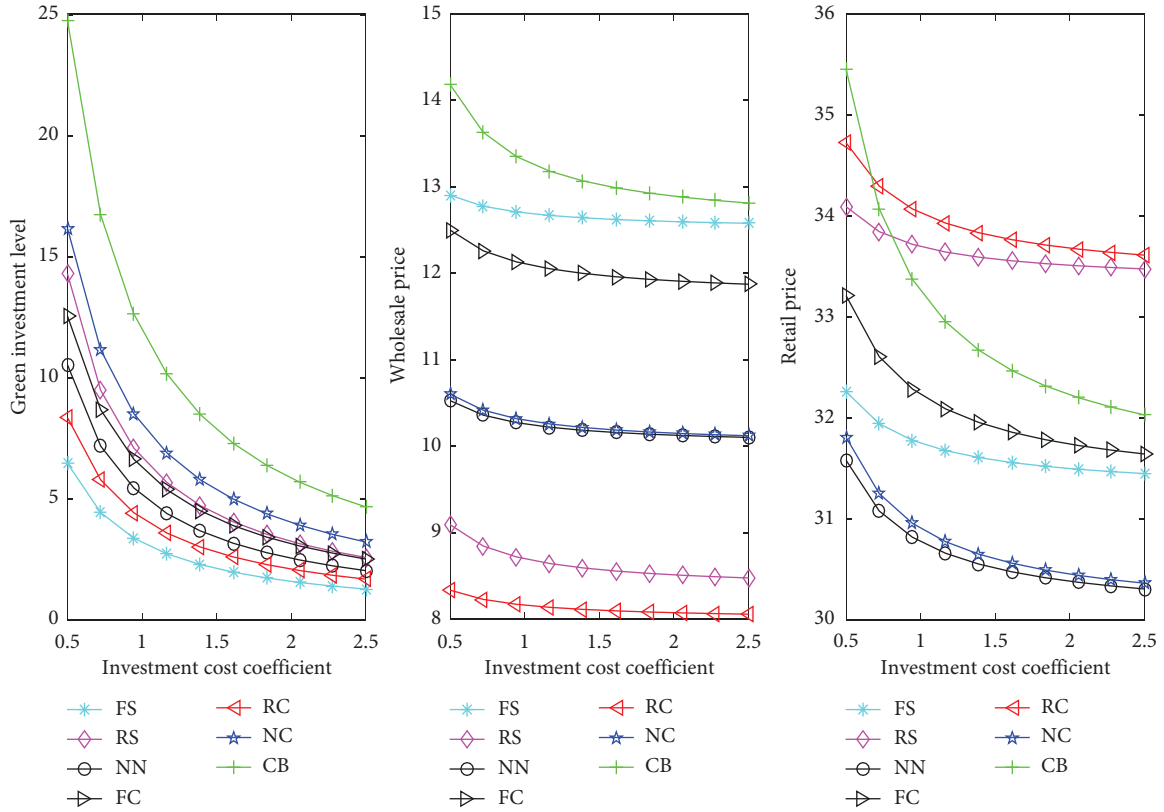 25
20
15
10
5
0
Green investment level
0.5 1 1.5 2 2.5
Investment cost coefficient
FS
RS
NN
FC
RC
NC
CB
15
14
13
12
11
10
9
8
Wholesale price
0.5 1 1.5 2 2.5
Investment cost coefficient
FS
RS
NN
FC
RC
NC
CB
36
35
34
33
32
31
30
Retail price
0.5 1 1.5 2 2.5
Investment cost coefficient
FS
RS
NN
FC
RC
NC
CB